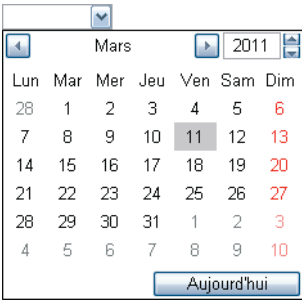 Mars 2011
Lun Mar Mer Jeu Ven Sam Dim
28 1 2 3 4 5 6
7 8 9 10 11 12 13
14 15 16 17 18 19 20
21 22 23 24 25 26 27
28 29 30 31 1 2 3
4 5 6 7 8 9 10
Aujourd'hui